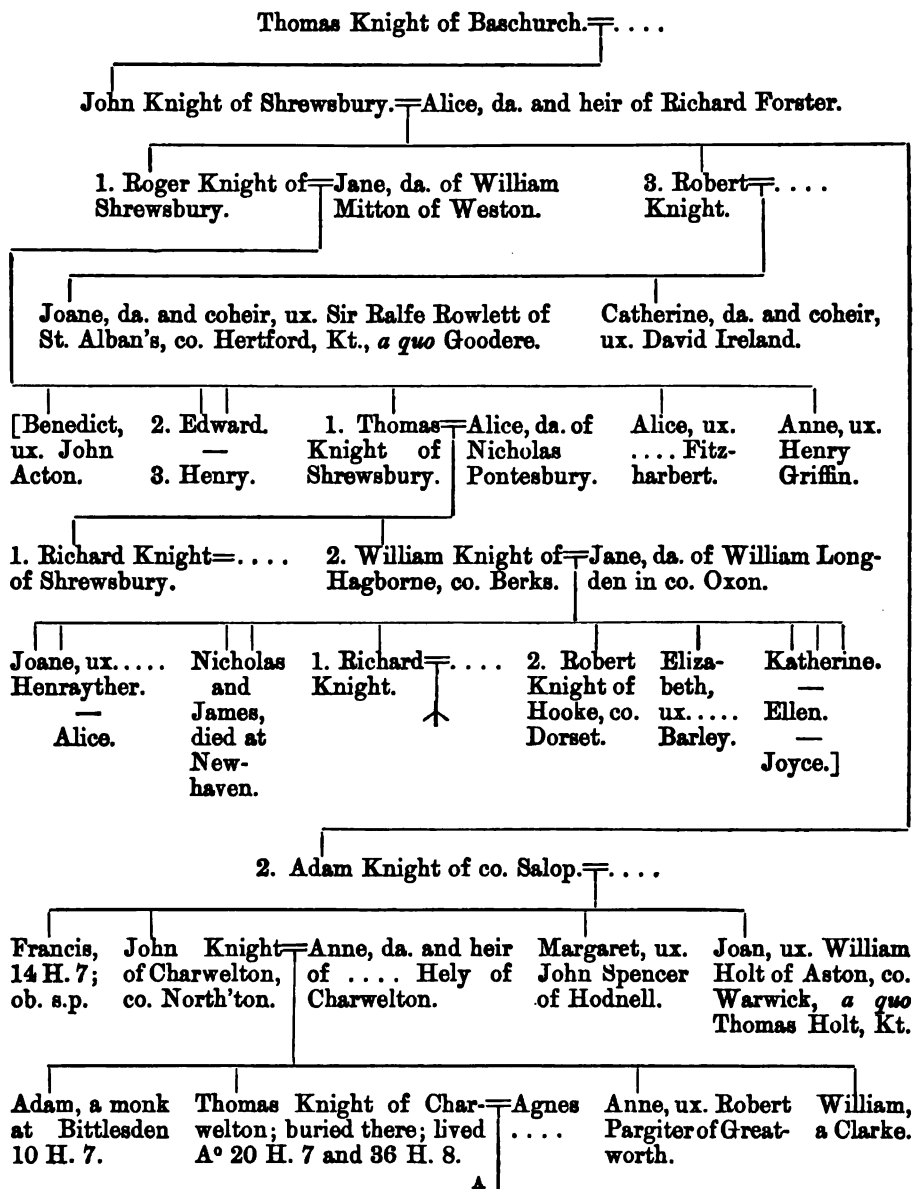 Thomas Knight of Baschurch.=....
John Knight of Shrewsbury.=Alice, da. and heir of Richard Forster.
1. Roger Knight of
Shrewsbury.
=Jane, da. of William
Mitton of Weston.
3. Robert=....
Knight.
Joane, da. and coheir, ux. Sir Ralfe Rowlett of
St. Alban's, co. Hertford, Kt., a quo Goodere.
Catherine, da. and coheir,
ux. David Ireland.
[Benedict,
ux. John
Acton.
2. Edward.
—
3. Henry.
1. Thomas
Knight of
Shrewsbury.
=Alice, da. of
Nicholas
Pontesbury.
Alice, ux.
.... Fitz-
harbert.
Anne, ux.
Henry
Griffin.
1. Richard Knight=....
of Shrewsbury.
2. William Knight of
Hagborne, co. Berks.
=Jane, da. of William Long-
den in co. Oxon.
Joane, ux.....
Henrayther.
—
Alice.
Nicholas
and
James,
died at
New-
haven.
1. Richard=....
Knight.
2. Robert
Knight of
Hooke, co.
Dorset.
Eliza-
beth,
ux.....
Barley.
Katherine.
—
Ellen.
—
Joyce.]
2. Adam Knight of co. Salop.=....
Francis,
14 H. 7;
ob. s.p.
John Knight
of Charwelton,
co. North'ton.
=Anne, da. and heir
of .... Hely of
Charwelton.
Margaret, ux.
John Spencer
of Hodnell.
Joan, ux. William
Holt of Aston, co.
Warwick, a quo
Thomas Holt, Kt.
Adam, a monk
at Bittlesden
10 H. 7.
Thomas Knight of Char-
welton; buried there; lived
Aº 20 H. 7 and 36 H. 8.
=Agnes
....
Anne, ux. Robert
Pargiter of Great-
worth.
William,
a Clarke.
A